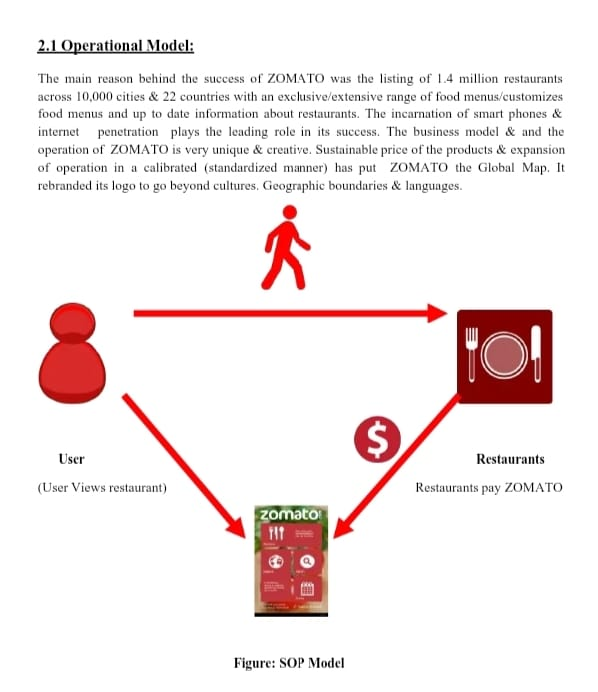 2.1 Operational Model:
The main reason behind the success of ZOMATO was the listing of 1.4 million restaurants
across 10,000 cities & 22 countries with an exclusive/extensive range of food menus/customizes
food menus and up to date information about restaurants. The incarnation of smart phones &
internet penetration plays the leading role in its success. The business model & and the
operation of ZOMATO is very unique & creative. Sustainable price of the products & expansion
of operation in a calibrated (standardized manner) has put ZOMATO the Global Map. It
rebranded its logo to go beyond cultures. Geographic boundaries & languages.
$
User
Restaurants
(User Views restaurant)
Restaurants pay ZOMATO
zomato
Figure: SOP Model